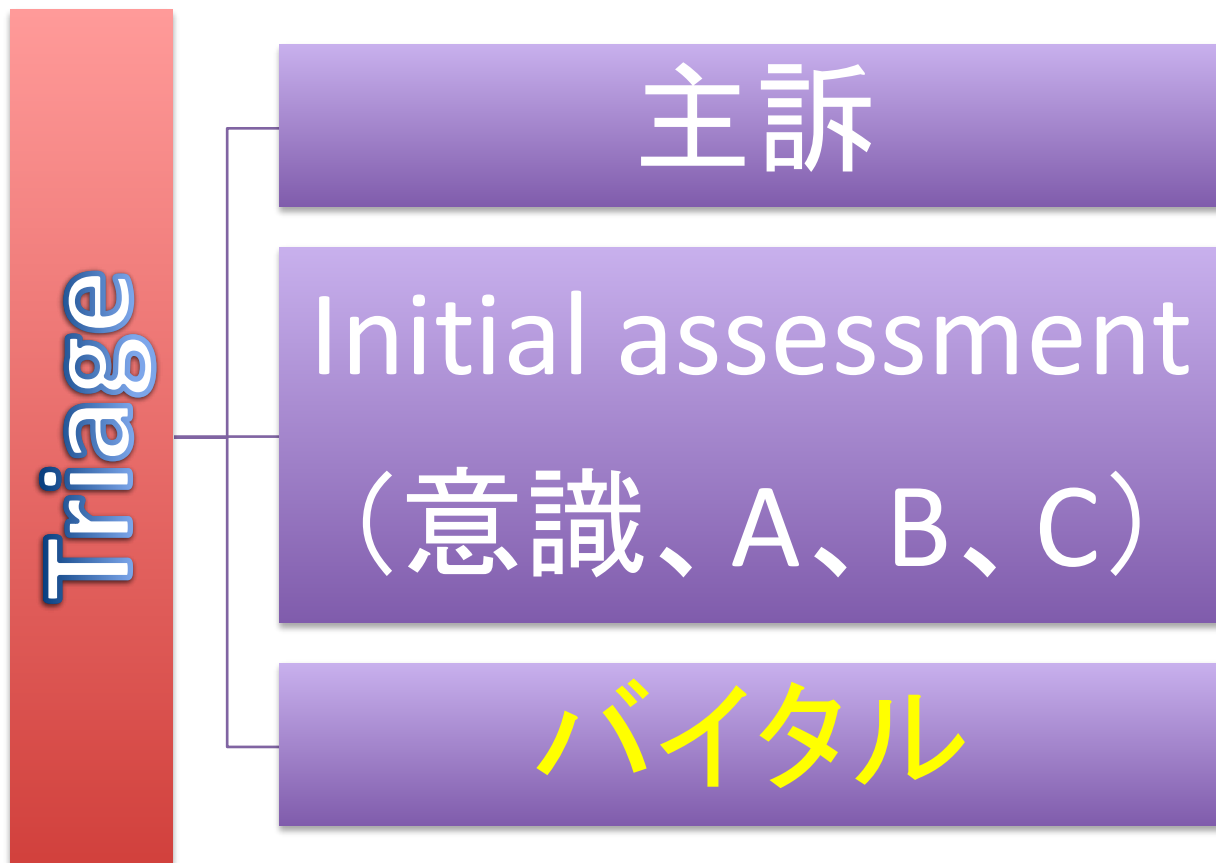 Triage
主訴
Initial assessment
（意識、A、B、C）
バイタル